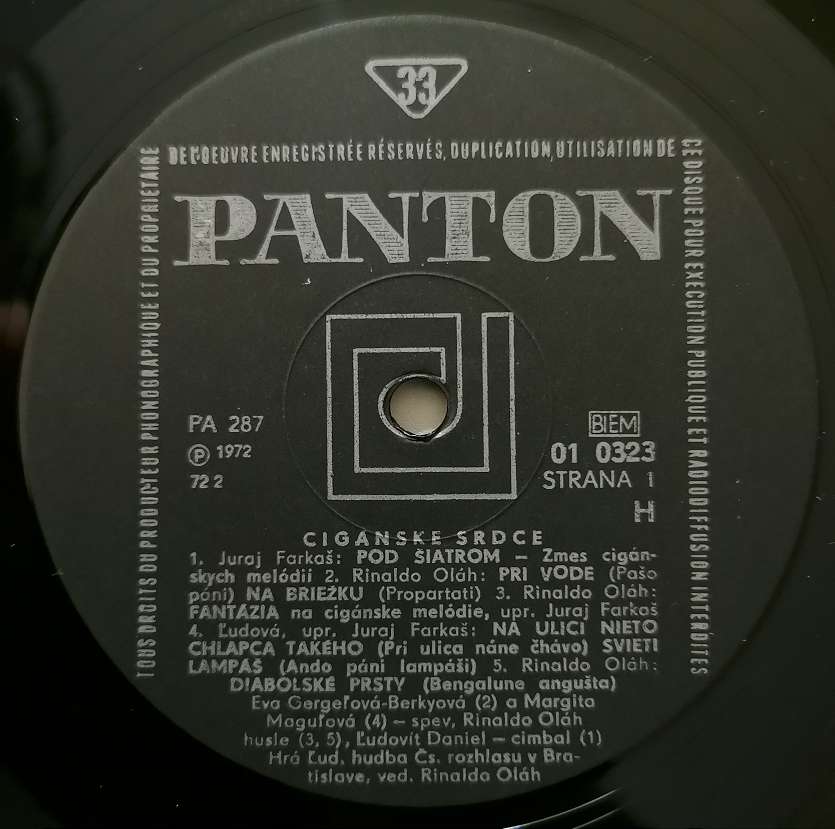 33
DE L'OEUVRE ENREGISTRÉE RÉSERVÉS, DUPLICATION, UTILISATION DE
CE DISQUE POUR EXECUTION PUBLIQUE ET RADIODIFFUSION INTERDITES
TOUS DROITS DU PRODUCTEUR PHONOGRAPHIQUE ET DU PROPRIETAIRE
PANTON
PA 287
℗ 1972
72 2
BIEM
01 0323
STRANA 1
H
CIGÁNSKE SRDCE
1. Juraj Farkaš: POD ŠIATROM – Zmes cigán-
skych melódií 2. Rinaldo Oláh: PRI VODE (Pašo
páni) NA BRIEŽKU (Propartati) 3. Rinaldo Oláh:
FANTÁZIA na cigánske melódie, upr. Juraj Farkaš
4. Ľudová, upr. Juraj Farkaš: NA ULICI NIETO
CHLAPCA TAKÉHO (Pri ulica náne čhávo) SVIETI
LAMPÁŠ (Ando páni lampáši) 5. Rinaldo Oláh:
DIABOLSKÉ PRSTY (Bengalune angušta)
Eva Gergeľová-Berkyová (2) a Margita
Maguľová (4) – spev, Rinaldo Oláh
husle (3, 5), Ľudovít Daniel – cimbal (1)
Hrá Ľud. hudba Čs. rozhlasu v Bra-
tislave, ved. Rinaldo Oláh